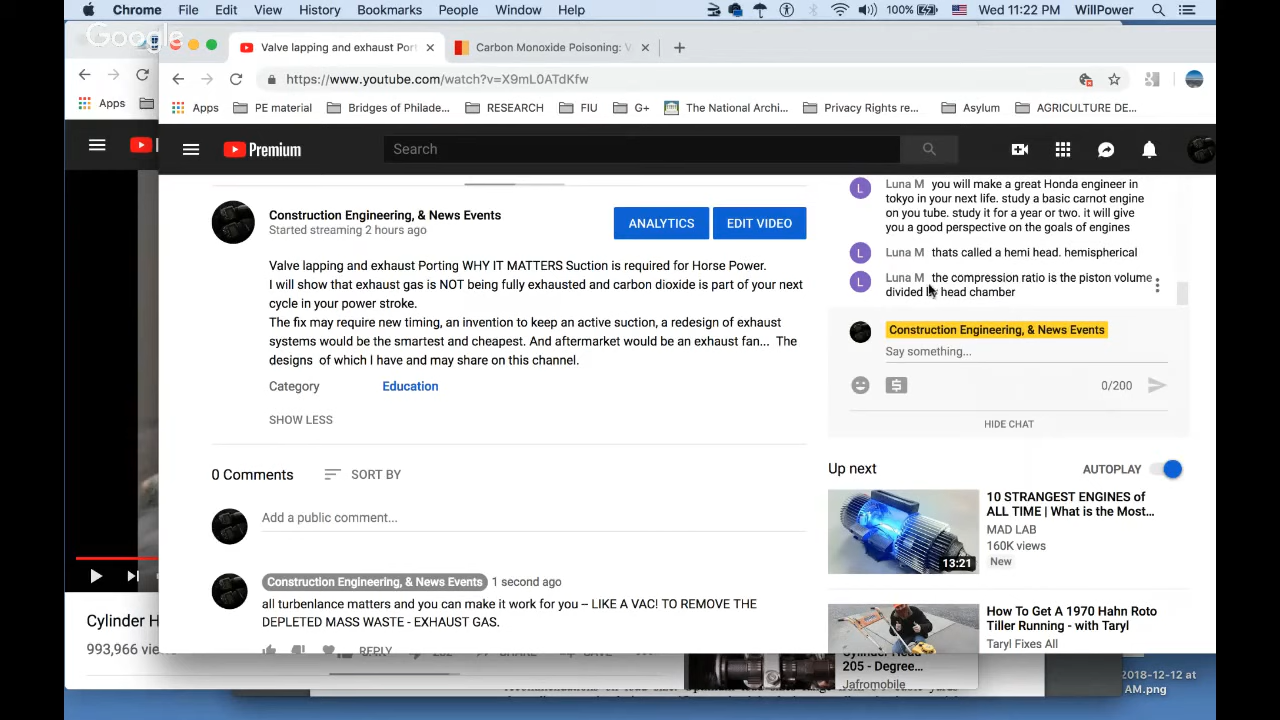 Chrome File Edit View History Bookmarks People Window Help 100% Wed 11:22 PM WillPower
Google
Valve lapping and exhaust Port × Carbon Monoxide Poisoning: V × +
https://www.youtube.com/watch?v=X9mL0ATdKfw
Apps
Apps PE material Bridges of Philade... RESEARCH FIU G+ The National Archi... Privacy Rights re... Asylum AGRICULTURE DE...
Premium
Search
Luna M you will make a great Honda engineer in
tokyo in your next life. study a basic carnot engine
on you tube. study it for a year or two. it will give
you a good perspective on the goals of engines
Luna M thats called a hemi head. hemispherical
Luna M the compression ratio is the piston volume
divided by head chamber
Construction Engineering, & News Events
Say something...
0/200
HIDE CHAT
Construction Engineering, & News Events
Started streaming 2 hours ago
ANALYTICS
EDIT VIDEO
Valve lapping and exhaust Porting WHY IT MATTERS Suction is required for Horse Power.
I will show that exhaust gas is NOT being fully exhausted and carbon dioxide is part of your next
cycle in your power stroke.
The fix may require new timing, an invention to keep an active suction, a redesign of exhaust
systems would be the smartest and cheapest. And aftermarket would be an exhaust fan... The
designs of which I have and may share on this channel.
Category Education
SHOW LESS
0 Comments SORT BY
Add a public comment...
Construction Engineering, & News Events 1 second ago
all turbenlance matters and you can make it work for you – LIKE A VAC! TO REMOVE THE
DEPLETED MASS WASTE - EXHAUST GAS.
REPLY
Up next
AUTOPLAY
10 STRANGEST ENGINES of
ALL TIME | What is the Most...
MAD LAB
160K views
New
13:21
How To Get A 1970 Hahn Roto
Tiller Running - with Taryl
Taryl Fixes All
Cylinder H
993,966 vie
Cylinder Head
205 - Degree...
Jafromobile
2018-12-12 at
AM.png